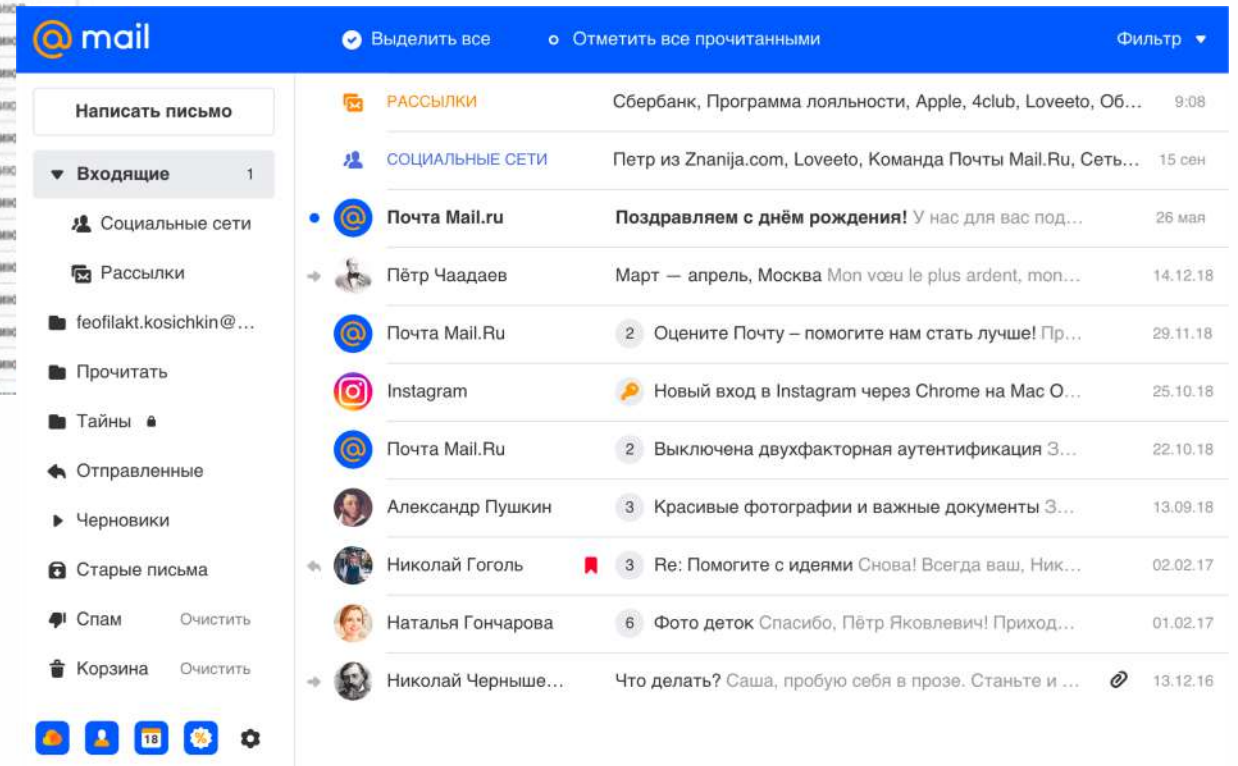 mail
Выделить все
Отметить все прочитанными
Фильтр
Написать письмо
Входящие 1
Социальные сети
Рассылки
feofilakt.kosichkin@...
Прочитать
Тайны
Отправленные
Черновики
Старые письма
Спам Очистить
Корзина Очистить
18
РАССЫЛКИ Сбербанк, Программа лояльности, Apple, 4club, Loveeto, Об... 9:08
СОЦИАЛЬНЫЕ СЕТИ Петр из Znanija.com, Loveeto, Команда Почты Mail.Ru, Сеть... 15 сен
Почта Mail.ru Поздравляем с днём рождения! У нас для вас под... 26 мая
Пётр Чаадаев Март — апрель, Москва Mon vœu le plus ardent, mon... 14.12.18
Почта Mail.Ru 2 Оцените Почту – помогите нам стать лучше! Пр... 29.11.18
Instagram Новый вход в Instagram через Chrome на Mac O... 25.10.18
Почта Mail.Ru 2 Выключена двухфакторная аутентификация З... 22.10.18
Александр Пушкин 3 Красивые фотографии и важные документы З... 13.09.18
Николай Гоголь 3 Re: Помогите с идеями Снова! Всегда ваш, Ник... 02.02.17
Наталья Гончарова 6 Фото деток Спасибо, Пётр Яковлевич! Приход... 01.02.17
Николай Черныше... Что делать? Саша, пробую себя в прозе. Станьте и ... 13.12.16